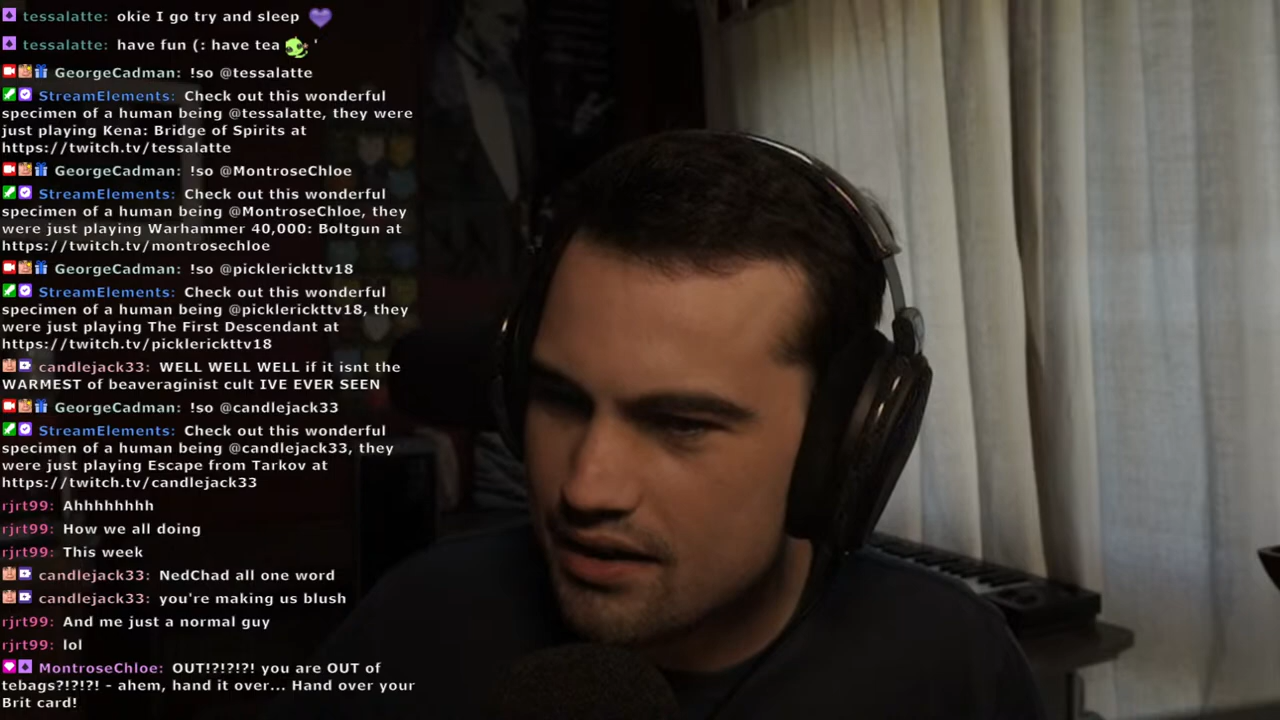 tessalatte: okie I go try and sleep
tessalatte: have fun (: have tea
GeorgeCadman: !so @tessalatte
StreamElements: Check out this wonderful
specimen of a human being @tessalatte, they were
just playing Kena: Bridge of Spirits at
https://twitch.tv/tessalatte
GeorgeCadman: !so @MontroseChloe
StreamElements: Check out this wonderful
specimen of a human being @MontroseChloe, they
were just playing Warhammer 40,000: Boltgun at
https://twitch.tv/montrosechloe
GeorgeCadman: !so @picklerickttv18
StreamElements: Check out this wonderful
specimen of a human being @picklerickttv18, they
were just playing The First Descendant at
https://twitch.tv/picklerickttv18
candlejack33: WELL WELL WELL if it isnt the
WARMEST of beaveraginist cult IVE EVER SEEN
GeorgeCadman: !so @candlejack33
StreamElements: Check out this wonderful
specimen of a human being @candlejack33, they
were just playing Escape from Tarkov at
https://twitch.tv/candlejack33
rjrt99: Ahhhhhhhh
rjrt99: How we all doing
rjrt99: This week
candlejack33: NedChad all one word
candlejack33: you're making us blush
rjrt99: And me just a normal guy
rjrt99: lol
MontroseChloe: OUT!?!?!?! you are OUT of
tebags?!?!?! - ahem, hand it over... Hand over your
Brit card!